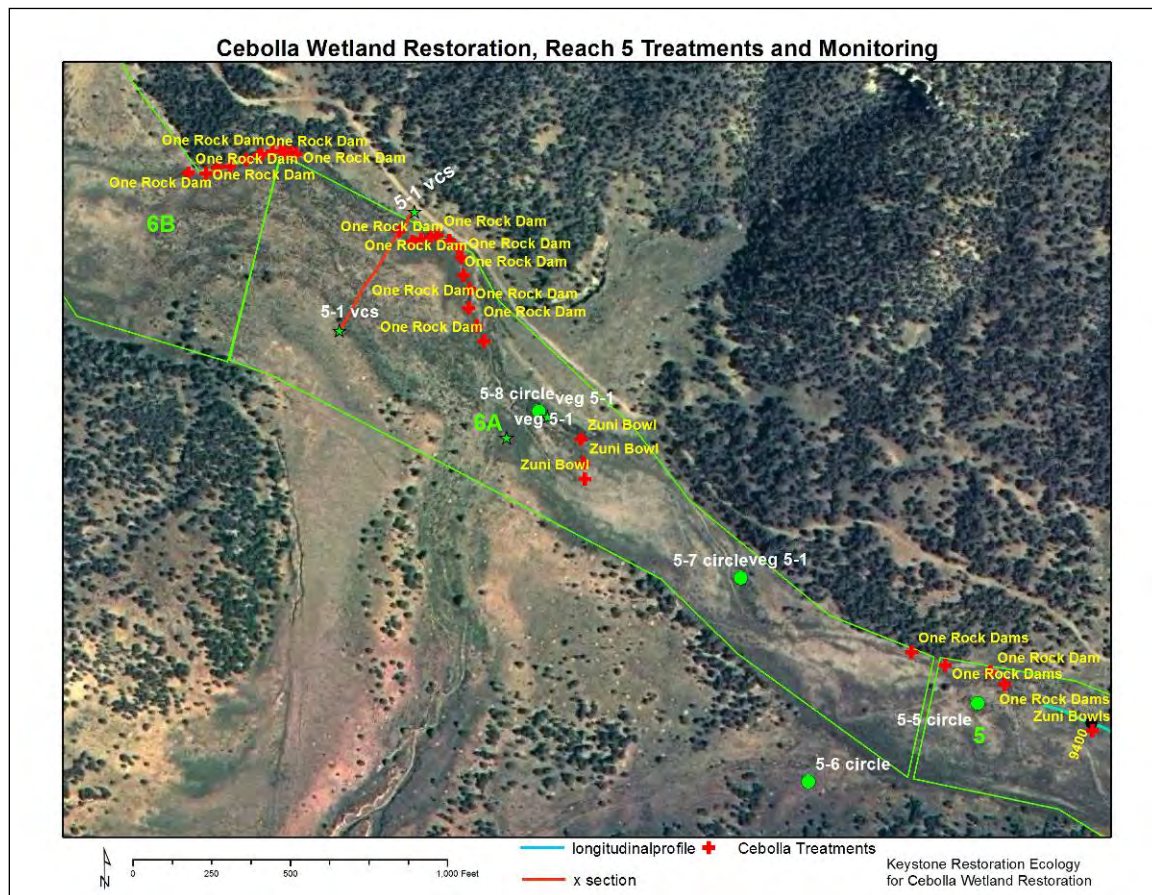 Cebolla Wetland Restoration, Reach 5 Treatments and Monitoring
One Rock Dam
One Rock Dam
One Rock Dam
One Rock Dam
One Rock Dam
One Rock Dam
6B
5-1 vcs
One Rock Dam
One Rock Dam
One Rock Dam
One Rock Dam
One Rock Dam
One Rock Dam
One Rock Dam
One Rock Dam
One Rock Dam
5-1 vcs
5-8 circle
veg 5-1
veg 5-1
6A
Zuni Bowl
Zuni Bowl
Zuni Bowl
5-7 circle
veg 5-1
One Rock Dams
One Rock Dam
One Rock Dams
One Rock Dams
5-5 circle
Zuni Bowls
5
9400
5-6 circle
N
0
250
500
1,000 Feet
longitudinalprofile
Cebolla Treatments
x section
Keystone Restoration Ecology
for Cebolla Wetland Restoration